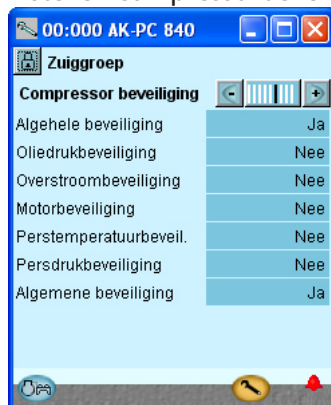 00:000 AK-PC 840
Zuiggroep
Compressor beveiliging
Algehele beveiliging Ja
Oliedrukbeveiliging Nee
Overstroombeveiliging Nee
Motorbeveiliging Nee
Perstemperatuurbeveil. Nee
Persdrukbeveiliging Nee
Algemene beveiliging Ja